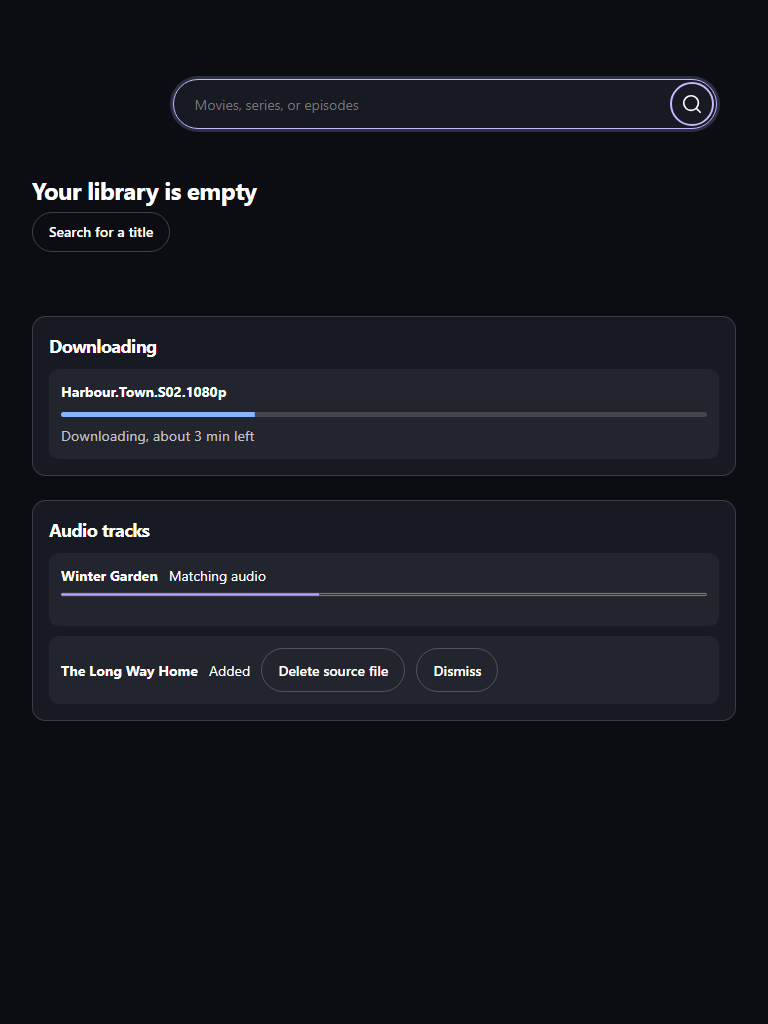 Movies, series, or episodes
Your library is empty
Search for a title
Downloading
Harbour.Town.S02.1080p
Downloading, about 3 min left
Audio tracks
Winter Garden Matching audio
The Long Way Home Added Delete source file Dismiss